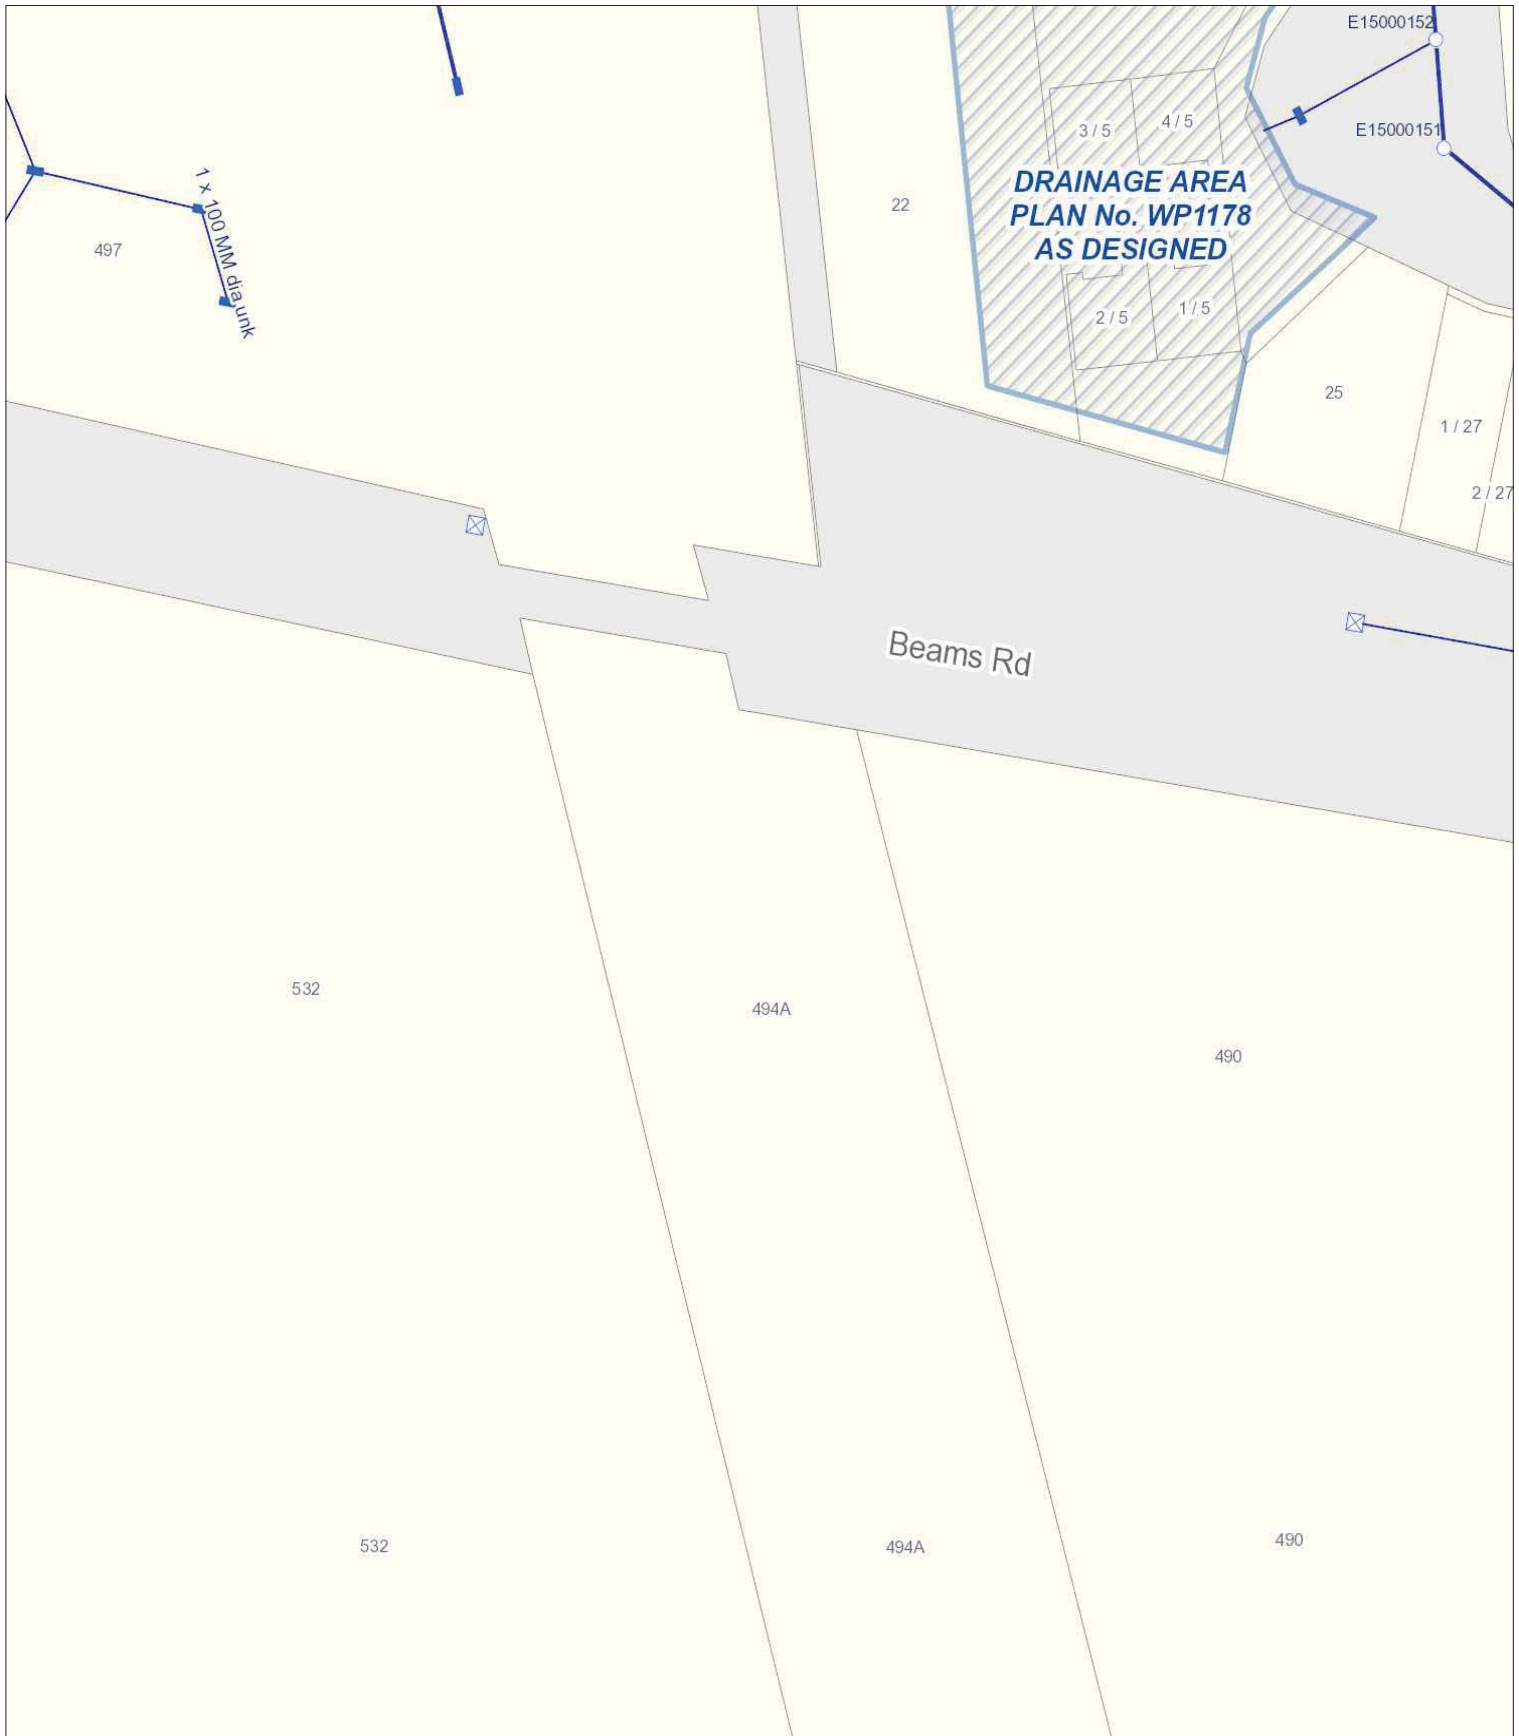 E15000152
E15000151
3 / 5
4 / 5
DRAINAGE AREA
PLAN No. WP1178
AS DESIGNED
22
1 x 100 MM dia,unk
497
2 / 5
1 / 5
25
1 / 27
2 / 27
Beams Rd
532
494A
490
532
494A
490